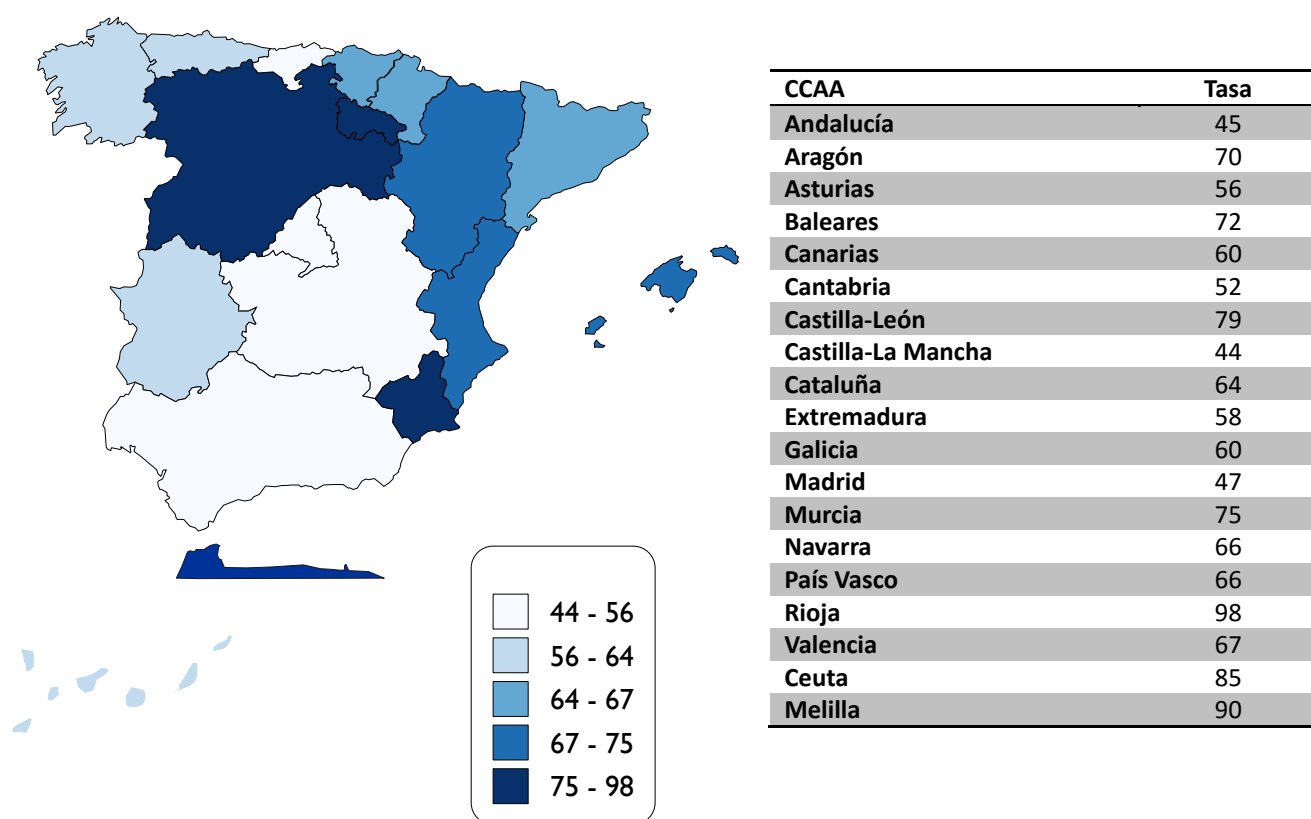 CCAA Tasa
Andalucía 45
Aragón 70
Asturias 56
Baleares 72
Canarias 60
Cantabria 52
Castilla-León 79
Castilla-La Mancha 44
Cataluña 64
Extremadura 58
Galicia 60
Madrid 47
Murcia 75
Navarra 66
País Vasco 66
Rioja 98
Valencia 67
Ceuta 85
Melilla 90
44 - 56
56 - 64
64 - 67
67 - 75
75 - 98